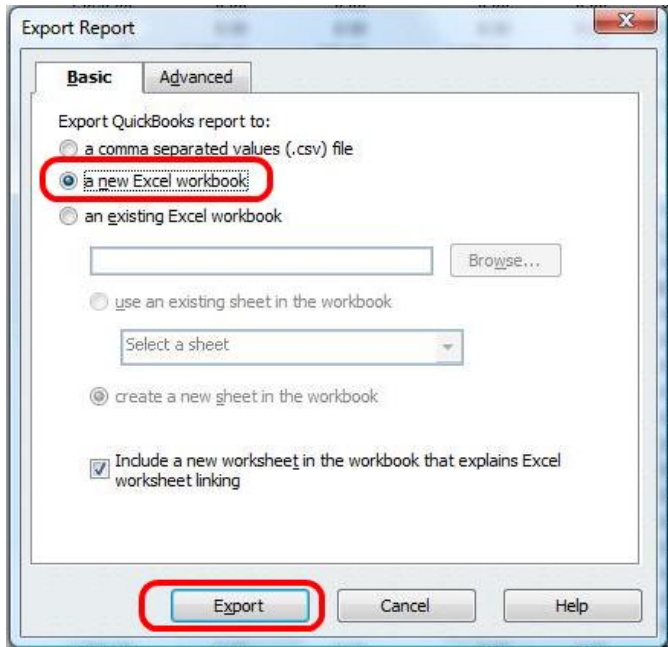 Export Report
Basic
Advanced
Export QuickBooks report to:
a comma separated values (.csv) file
a new Excel workbook
an existing Excel workbook
Browse...
use an existing sheet in the workbook
Select a sheet
create a new sheet in the workbook
Include a new worksheet in the workbook that explains Excel
worksheet linking
Export
Cancel
Help